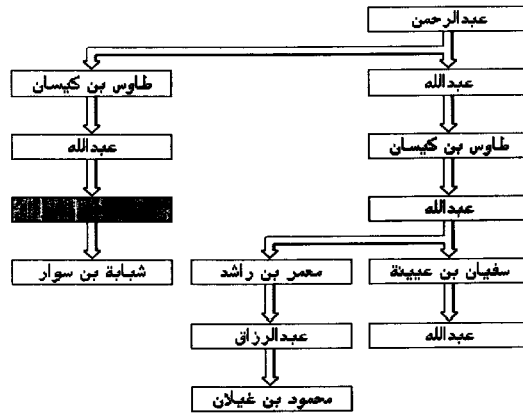 عبدالرحمن
عبدالله
طاوس بن كيسان
طاوس بن كيسان
عبدالله
عبدالله
سفيان بن عيينة
معمر بن راشد
شبابة بن سوار
عبدالله
عبدالرزاق
محمود بن غيلان